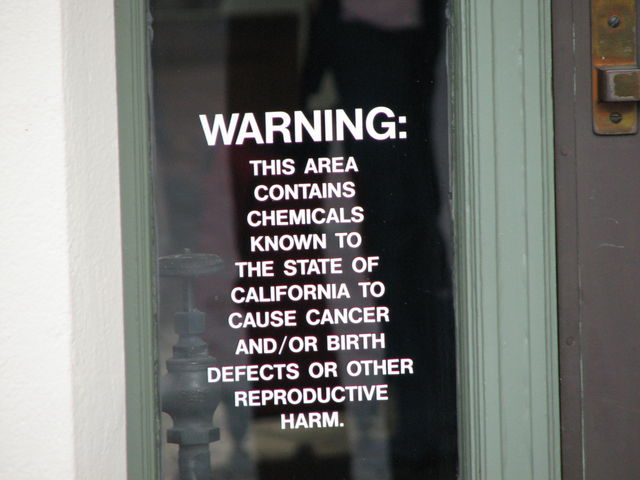 WARNING:
THIS AREA
CONTAINS
CHEMICALS
KNOWN TO
THE STATE OF
CALIFORNIA TO
CAUSE CANCER
AND/OR BIRTH
DEFECTS OR OTHER
REPRODUCTIVE
HARM.